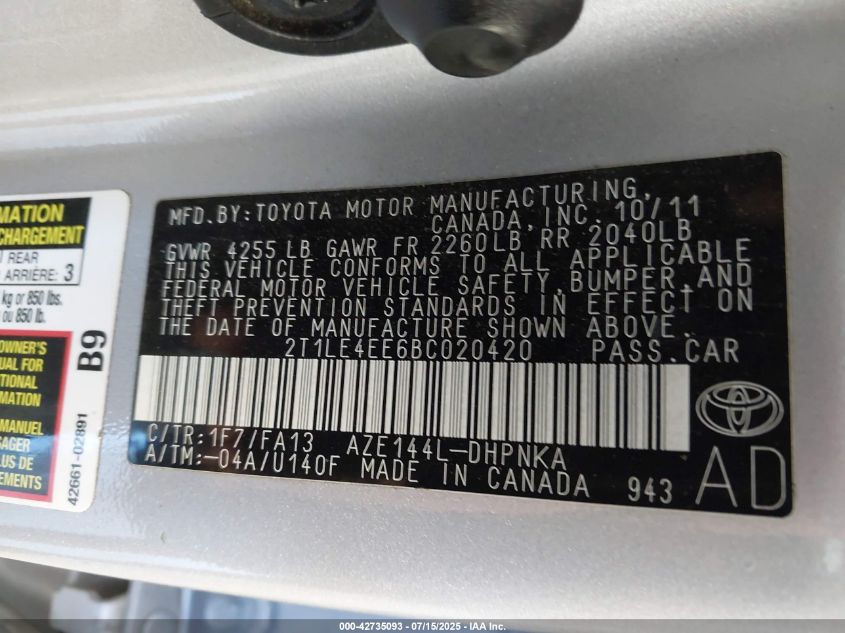 MATION
CHARGEMENT
REAR
ARRIÈRE: 3
kg or 850 lbs.
ou 850 lb.
OWNER'S
UAL FOR
ITIONAL
RMATION
MANUEL
SAGER
LUS DE
EMENTS
B9
42661-02891
MFD. BY: TOYOTA MOTOR MANUFACTURING,
CANADA, INC. 10/11
GVWR 4255 LB GAWR FR 2260LB RR 2040LB
THIS VEHICLE CONFORMS TO ALL APPLICABLE
FEDERAL MOTOR VEHICLE SAFETY, BUMPER, AND
THEFT PREVENTION STANDARDS IN EFFECT ON
THE DATE OF MANUFACTURE SHOWN ABOVE.
2T1LE4EE6BC020420 PASS. CAR
C/TR: 1F7/FA13 AZE144L-DHPNKA
A/TM: -04A/U140F MADE IN CANADA 943 AD
000-42735093 - 07/15/2025 - IAA Inc.